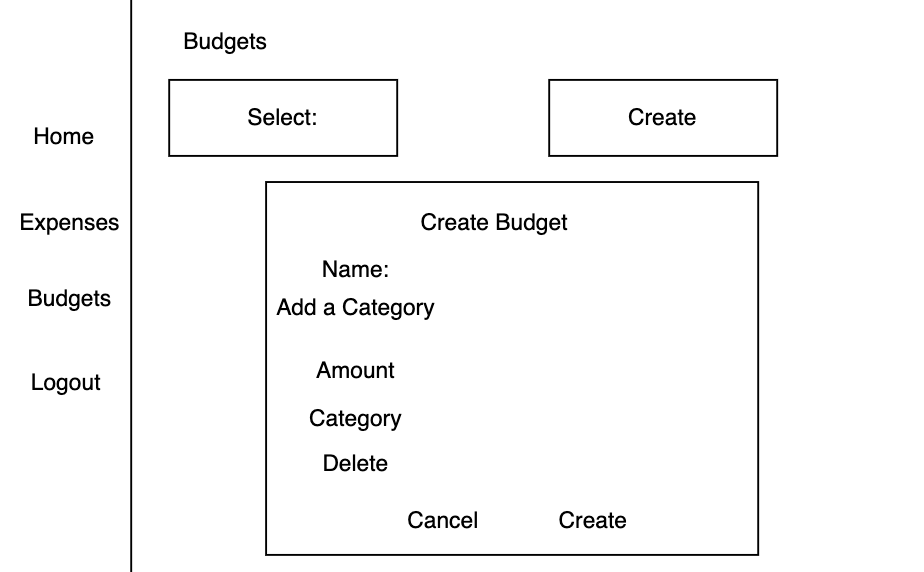 Budgets
Select:
Create
Home
Expenses
Budgets
Logout
Create Budget
Name:
Add a Category
Amount
Category
Delete
Cancel Create